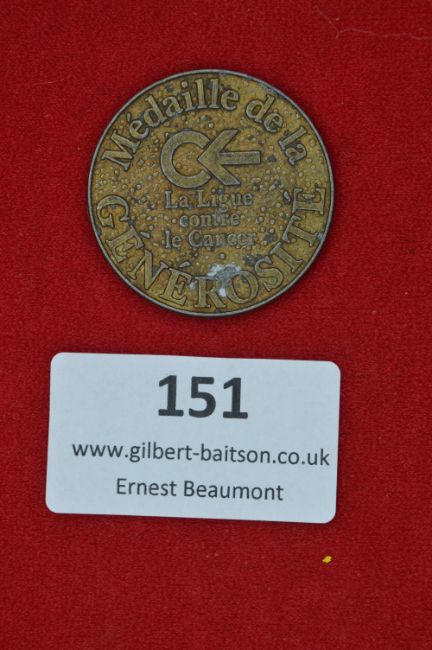 Médaille de la
La Ligue
contre
le Cancer
GÉNÉROSITÉ
151
www.gilbert-baitson.co.uk
Ernest Beaumont